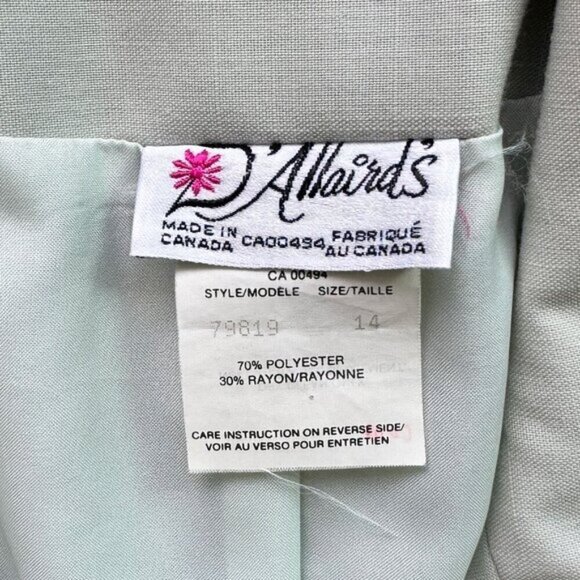 D'Allaird's
MADE IN CANADA CA00494 FABRIQUÉ AU CANADA
CA 00494
STYLE/MODÈLE SIZE/TAILLE
79819 14
70% POLYESTER
30% RAYON/RAYONNE
CARE INSTRUCTION ON REVERSE SIDE/
VOIR AU VERSO POUR ENTRETIEN